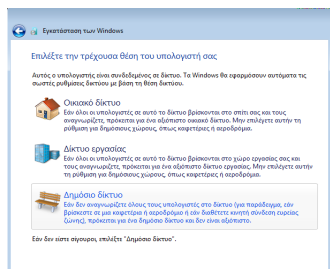 Εγκατάσταση των Windows
Επιλέξτε την τρέχουσα θέση του υπολογιστή σας
Αυτός ο υπολογιστής είναι συνδεδεμένος σε δίκτυο. Τα Windows θα εφαρμόσουν αυτόματα τις
σωστές ρυθμίσεις δικτύου με βάση τη θέση δικτύου.
Οικιακό δίκτυο
Εάν όλοι οι υπολογιστές σε αυτό το δίκτυο βρίσκονται στο σπίτι σας και τους
αναγνωρίζετε, πρόκειται για ένα αξιόπιστο οικιακό δίκτυο. Μην επιλέγετε αυτήν τη
ρύθμιση για δημόσιους χώρους, όπως καφετέριες ή αεροδρόμια.
Δίκτυο εργασίας
Εάν όλοι οι υπολογιστές σε αυτό το δίκτυο βρίσκονται στο χώρο εργασίας σας και
τους αναγνωρίζετε, πρόκειται για ένα αξιόπιστο δίκτυο. Μην επιλέγετε αυτήν τη
ρύθμιση για δημόσιους χώρους, όπως καφετέριες ή αεροδρόμια.
Δημόσιο δίκτυο
Εάν δεν αναγνωρίζετε όλους τους υπολογιστές στο δίκτυο (για παράδειγμα, εάν
βρίσκεστε σε μια καφετέρια ή αεροδρόμιο ή εάν διαθέτετε κινητή σύνδεση ευρείας
ζώνης), πρόκειται για ένα δημόσιο δίκτυο και δεν είναι αξιόπιστο.
Εάν δεν είστε σίγουροι, επιλέξτε "Δημόσιο δίκτυο".